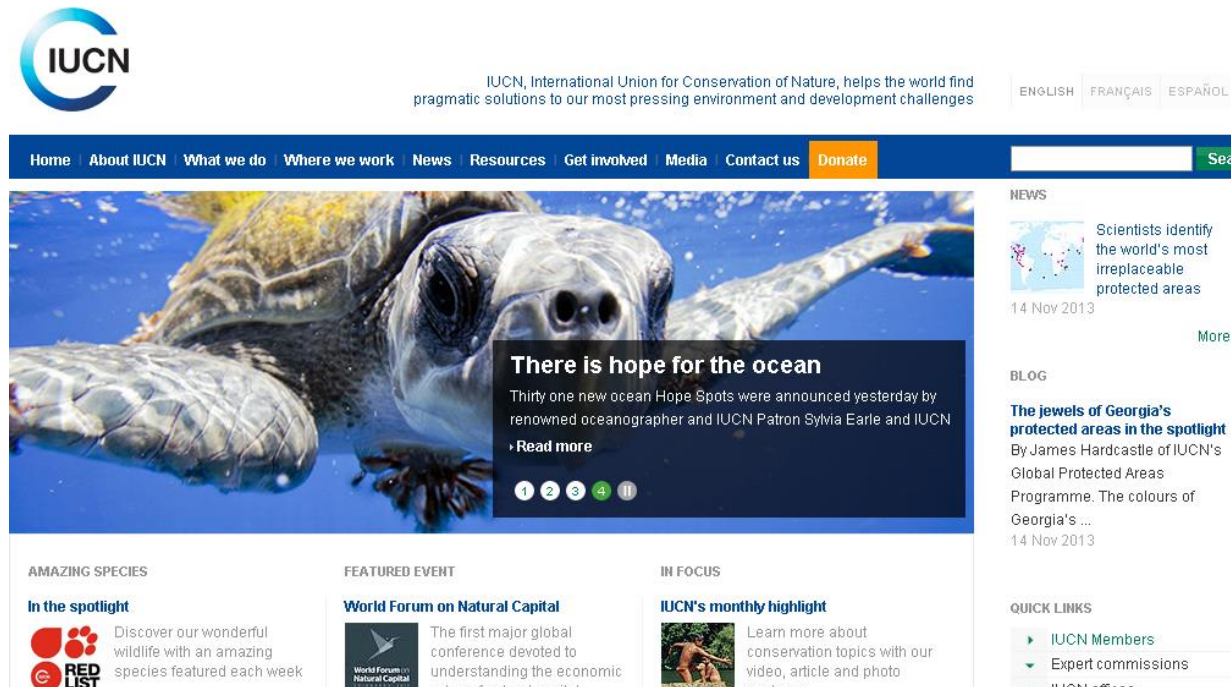 IUCN
IUCN, International Union for Conservation of Nature, helps the world find
pragmatic solutions to our most pressing environment and development challenges
ENGLISH FRANÇAIS ESPAÑOL
Home About IUCN What we do Where we work News Resources Get involved Media Contact us Donate
There is hope for the ocean
Thirty one new ocean Hope Spots were announced yesterday by
renowned oceanographer and IUCN Patron Sylvia Earle and IUCN
Read more
1 2 3 4
AMAZING SPECIES
In the spotlight
RED
LIST
Discover our wonderful
wildlife with an amazing
species featured each week
FEATURED EVENT
World Forum on Natural Capital
World Forum on
Natural Capital
The first major global
conference devoted to
understanding the economic
IN FOCUS
IUCN's monthly highlight
Learn more about
conservation topics with our
video, article and photo
NEWS
Scientists identify
the world's most
irreplaceable
protected areas
14 Nov 2013
More
BLOG
The jewels of Georgia's
protected areas in the spotlight
By James Hardcastle of IUCN's
Global Protected Areas
Programme. The colours of
Georgia's ...
14 Nov 2013
QUICK LINKS
IUCN Members
Expert commissions